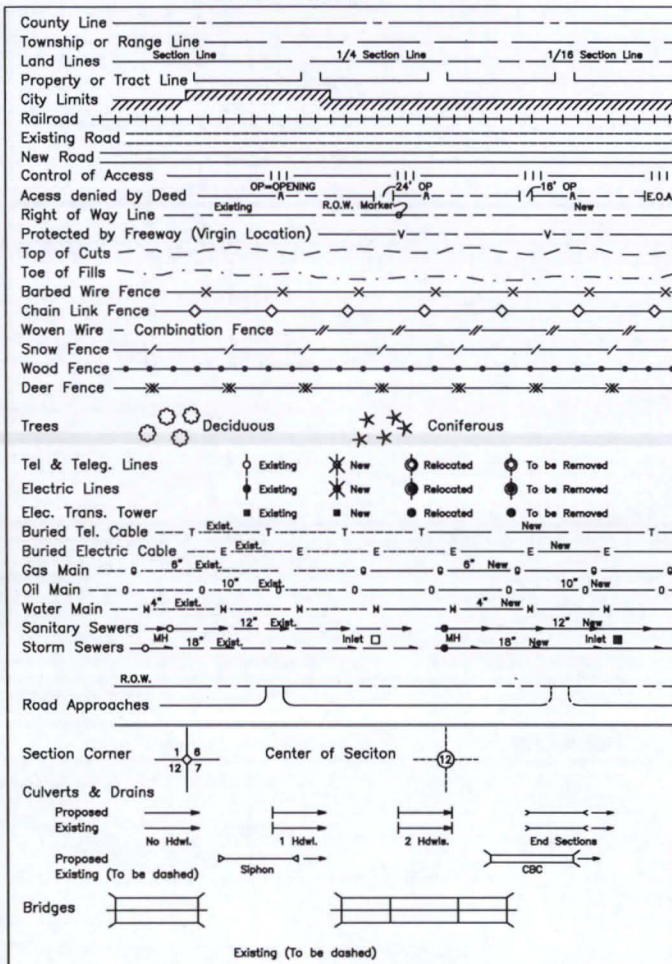 County Line
Township or Range Line
Land Lines Section Line 1/4 Section Line 1/16 Section Line
Property or Tract Line
City Limits
Railroad
Existing Road
New Road
Control of Access
OP=OPENING 24' OP 16' OP
Acess denied by Deed E.O.A
Existing R.O.W. Marker New
Right of Way Line
Protected by Freeway (Virgin Location) V V
Top of Cuts
Toe of Fills
Barbed Wire Fence
Chain Link Fence
Woven Wire – Combination Fence
Snow Fence
Wood Fence
Deer Fence
Trees Deciduous Coniferous
Tel & Teleg. Lines Existing New Relocated To be Removed
Electric Lines Existing New Relocated To be Removed
Elec. Trans. Tower Existing New Relocated To be Removed
Buried Tel. Cable T Exist. T T T New T
Buried Electric Cable E Exist. E E E E New E
Gas Main g 6" Exist. g g g 6" New g g
Oil Main O O 10" Exist. O O O O 10" New O
Water Main W 4" Exist. W W W W 4" New W W
Sanitary Sewers 12" Exist. 12" New
Storm Sewers MH 18" Exist. Inlet MH 18" New Inlet
R.O.W.
Road Approaches
Section Corner 1 6 Center of Seciton 12
12 7
Culverts & Drains
Proposed
Existing
No Hdwl. 1 Hdwl. 2 Hdwls. End Sections
Proposed
Existing (To be dashed) Siphon CBC
Bridges
Existing (To be dashed)